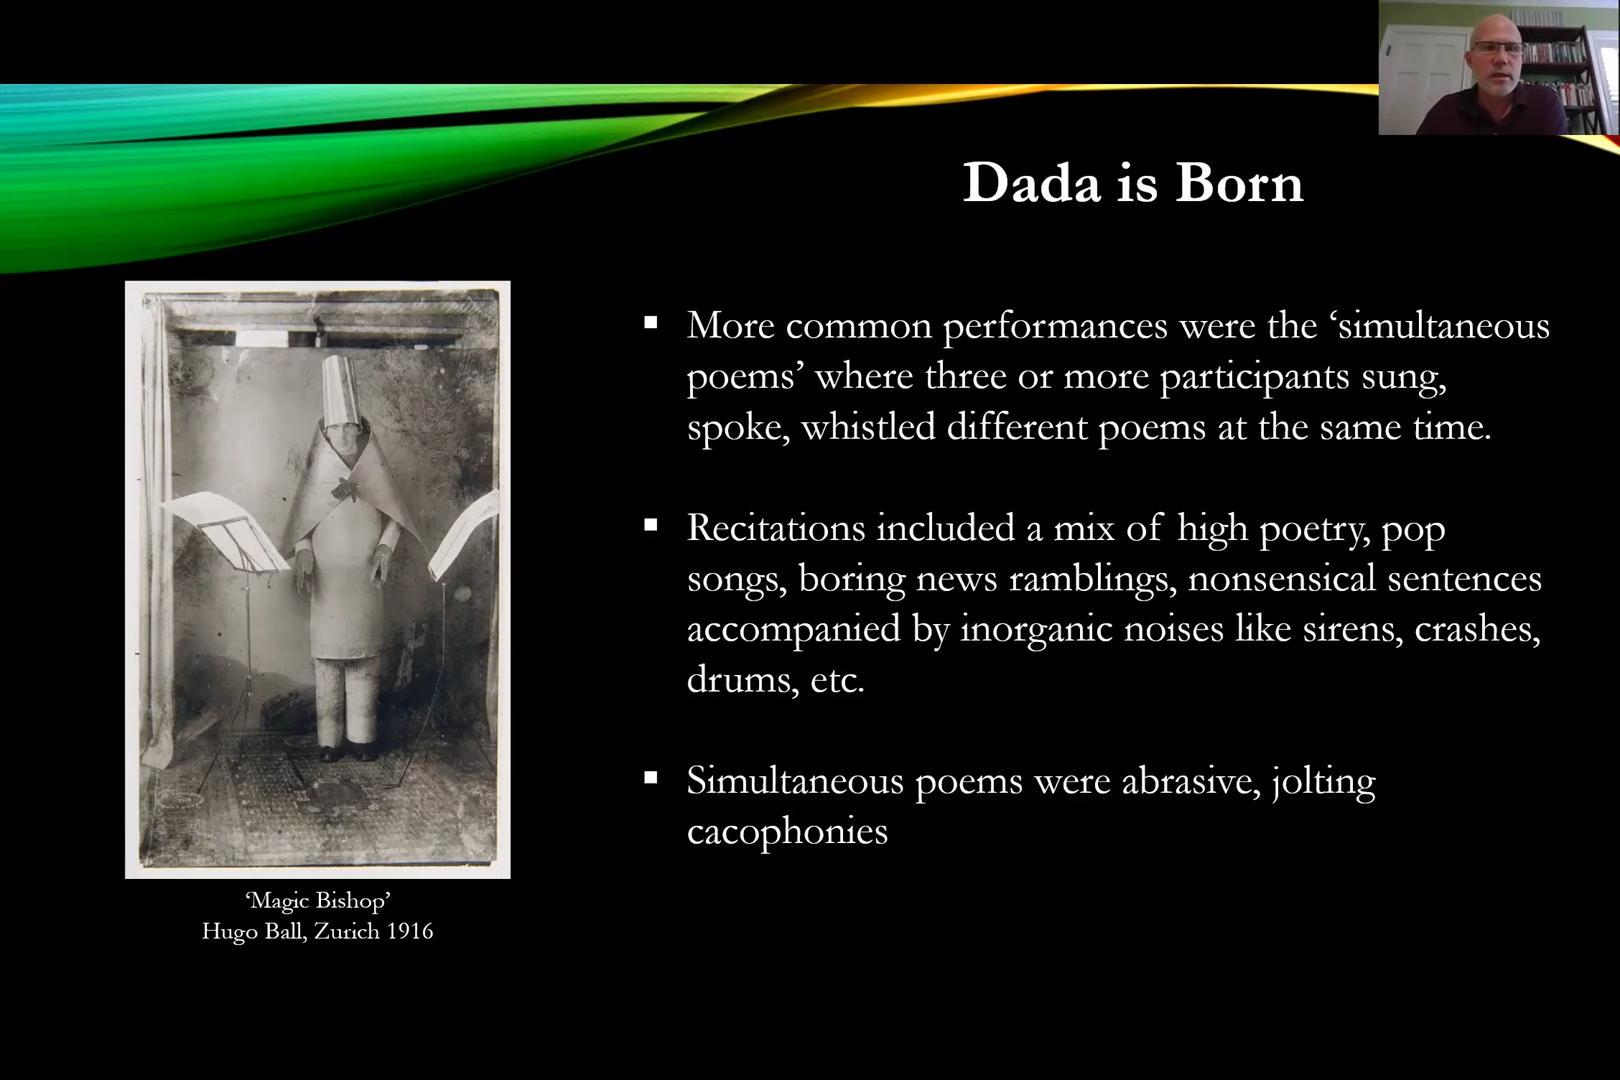 Dada is Born
▪ More common performances were the ‘simultaneous
poems’ where three or more participants sung,
spoke, whistled different poems at the same time.
▪ Recitations included a mix of high poetry, pop
songs, boring news ramblings, nonsensical sentences
accompanied by inorganic noises like sirens, crashes,
drums, etc.
▪ Simultaneous poems were abrasive, jolting
cacophonies
‘Magic Bishop’
Hugo Ball, Zurich 1916